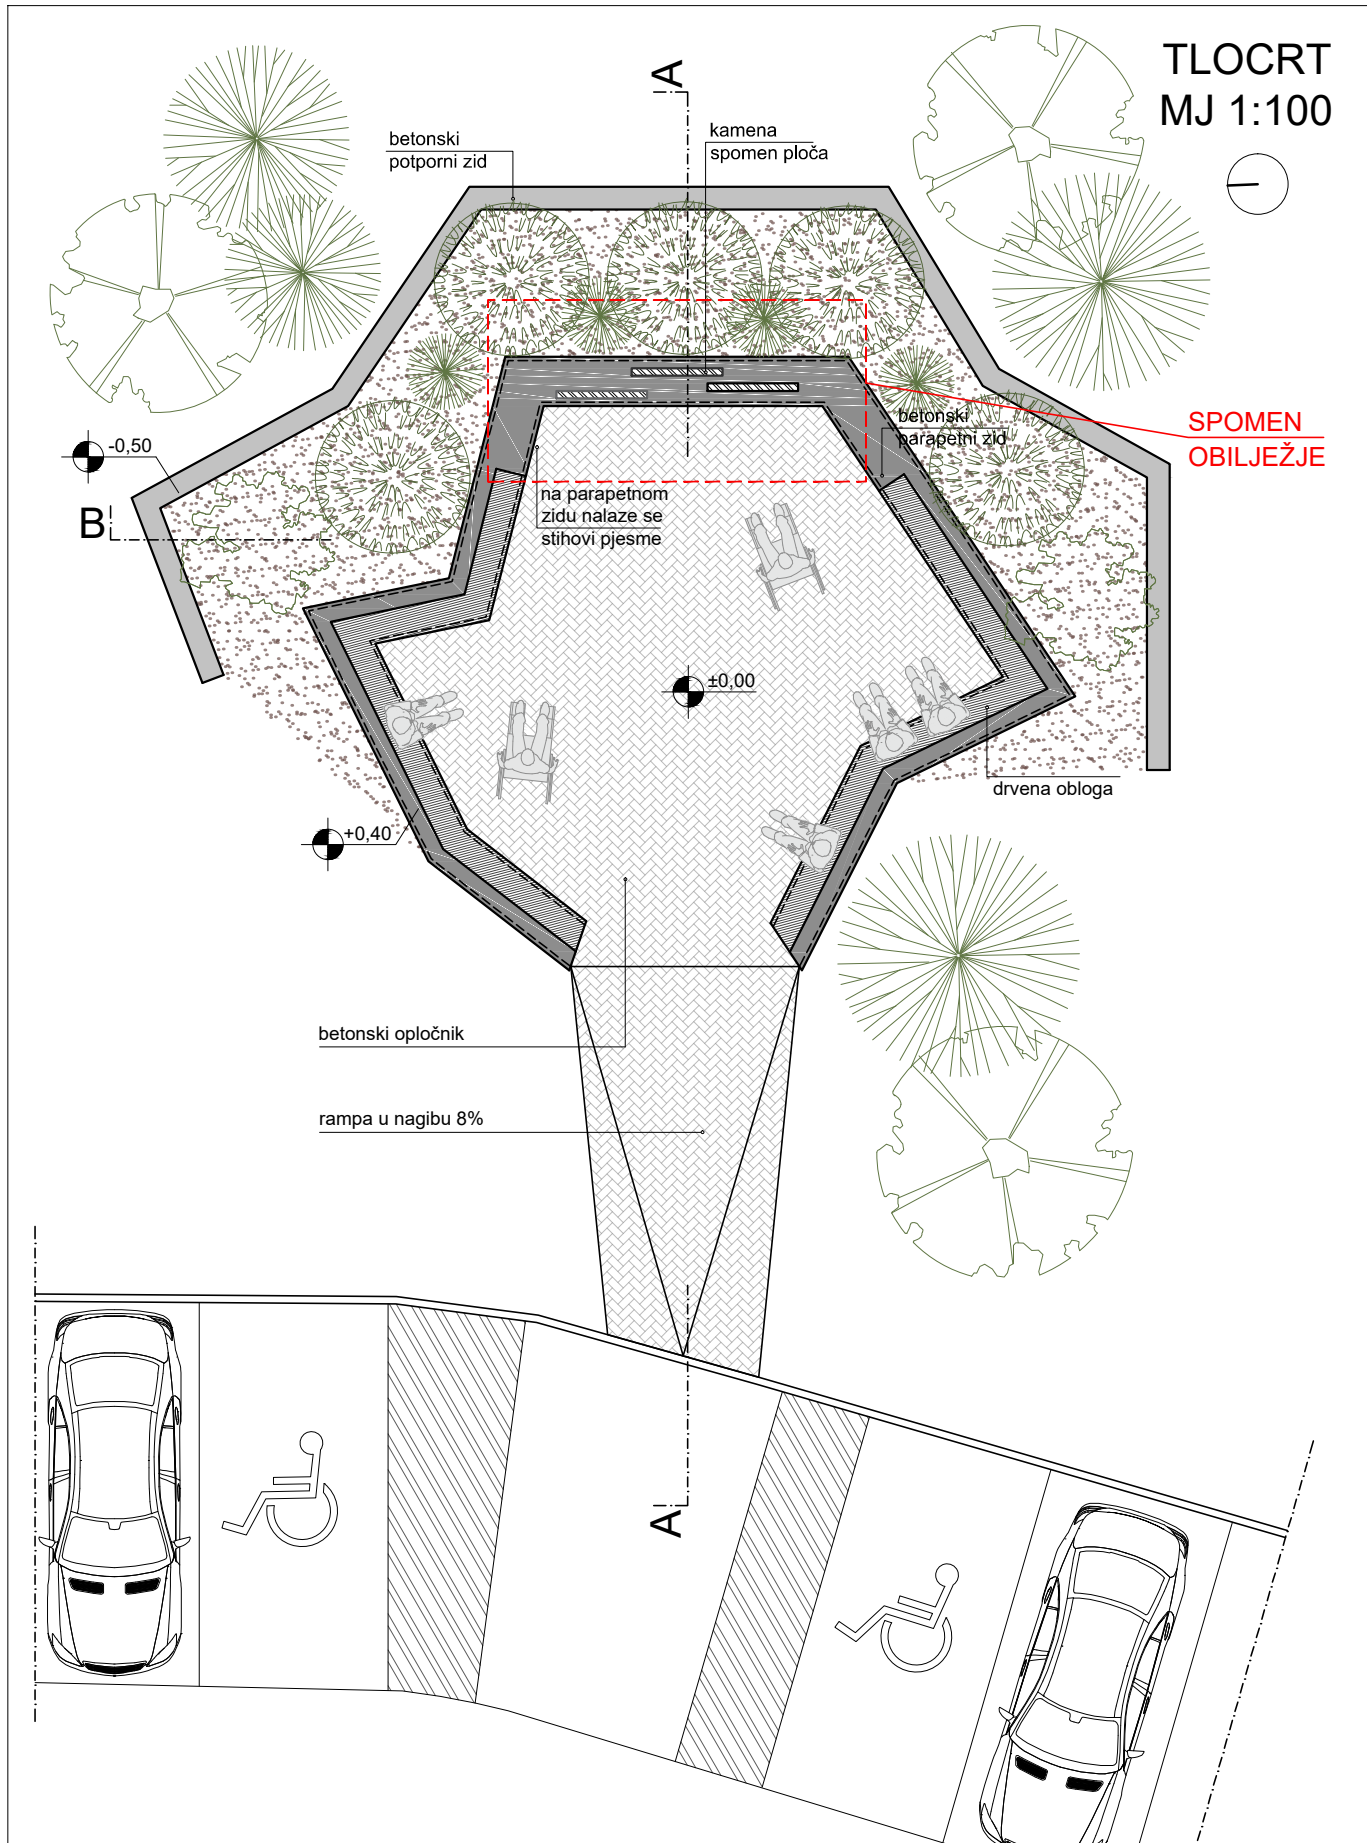 TLOCRT
MJ 1:100
A
betonski
potporni zid
kamena
spomen ploča
SPOMEN
OBILJEŽJE
betonski
parapetni zid
-0,50
B
na parapetnom
zidu nalaze se
stihovi pjesme
±0,00
drvena obloga
+0,40
betonski opločnik
rampa u nagibu 8%
A